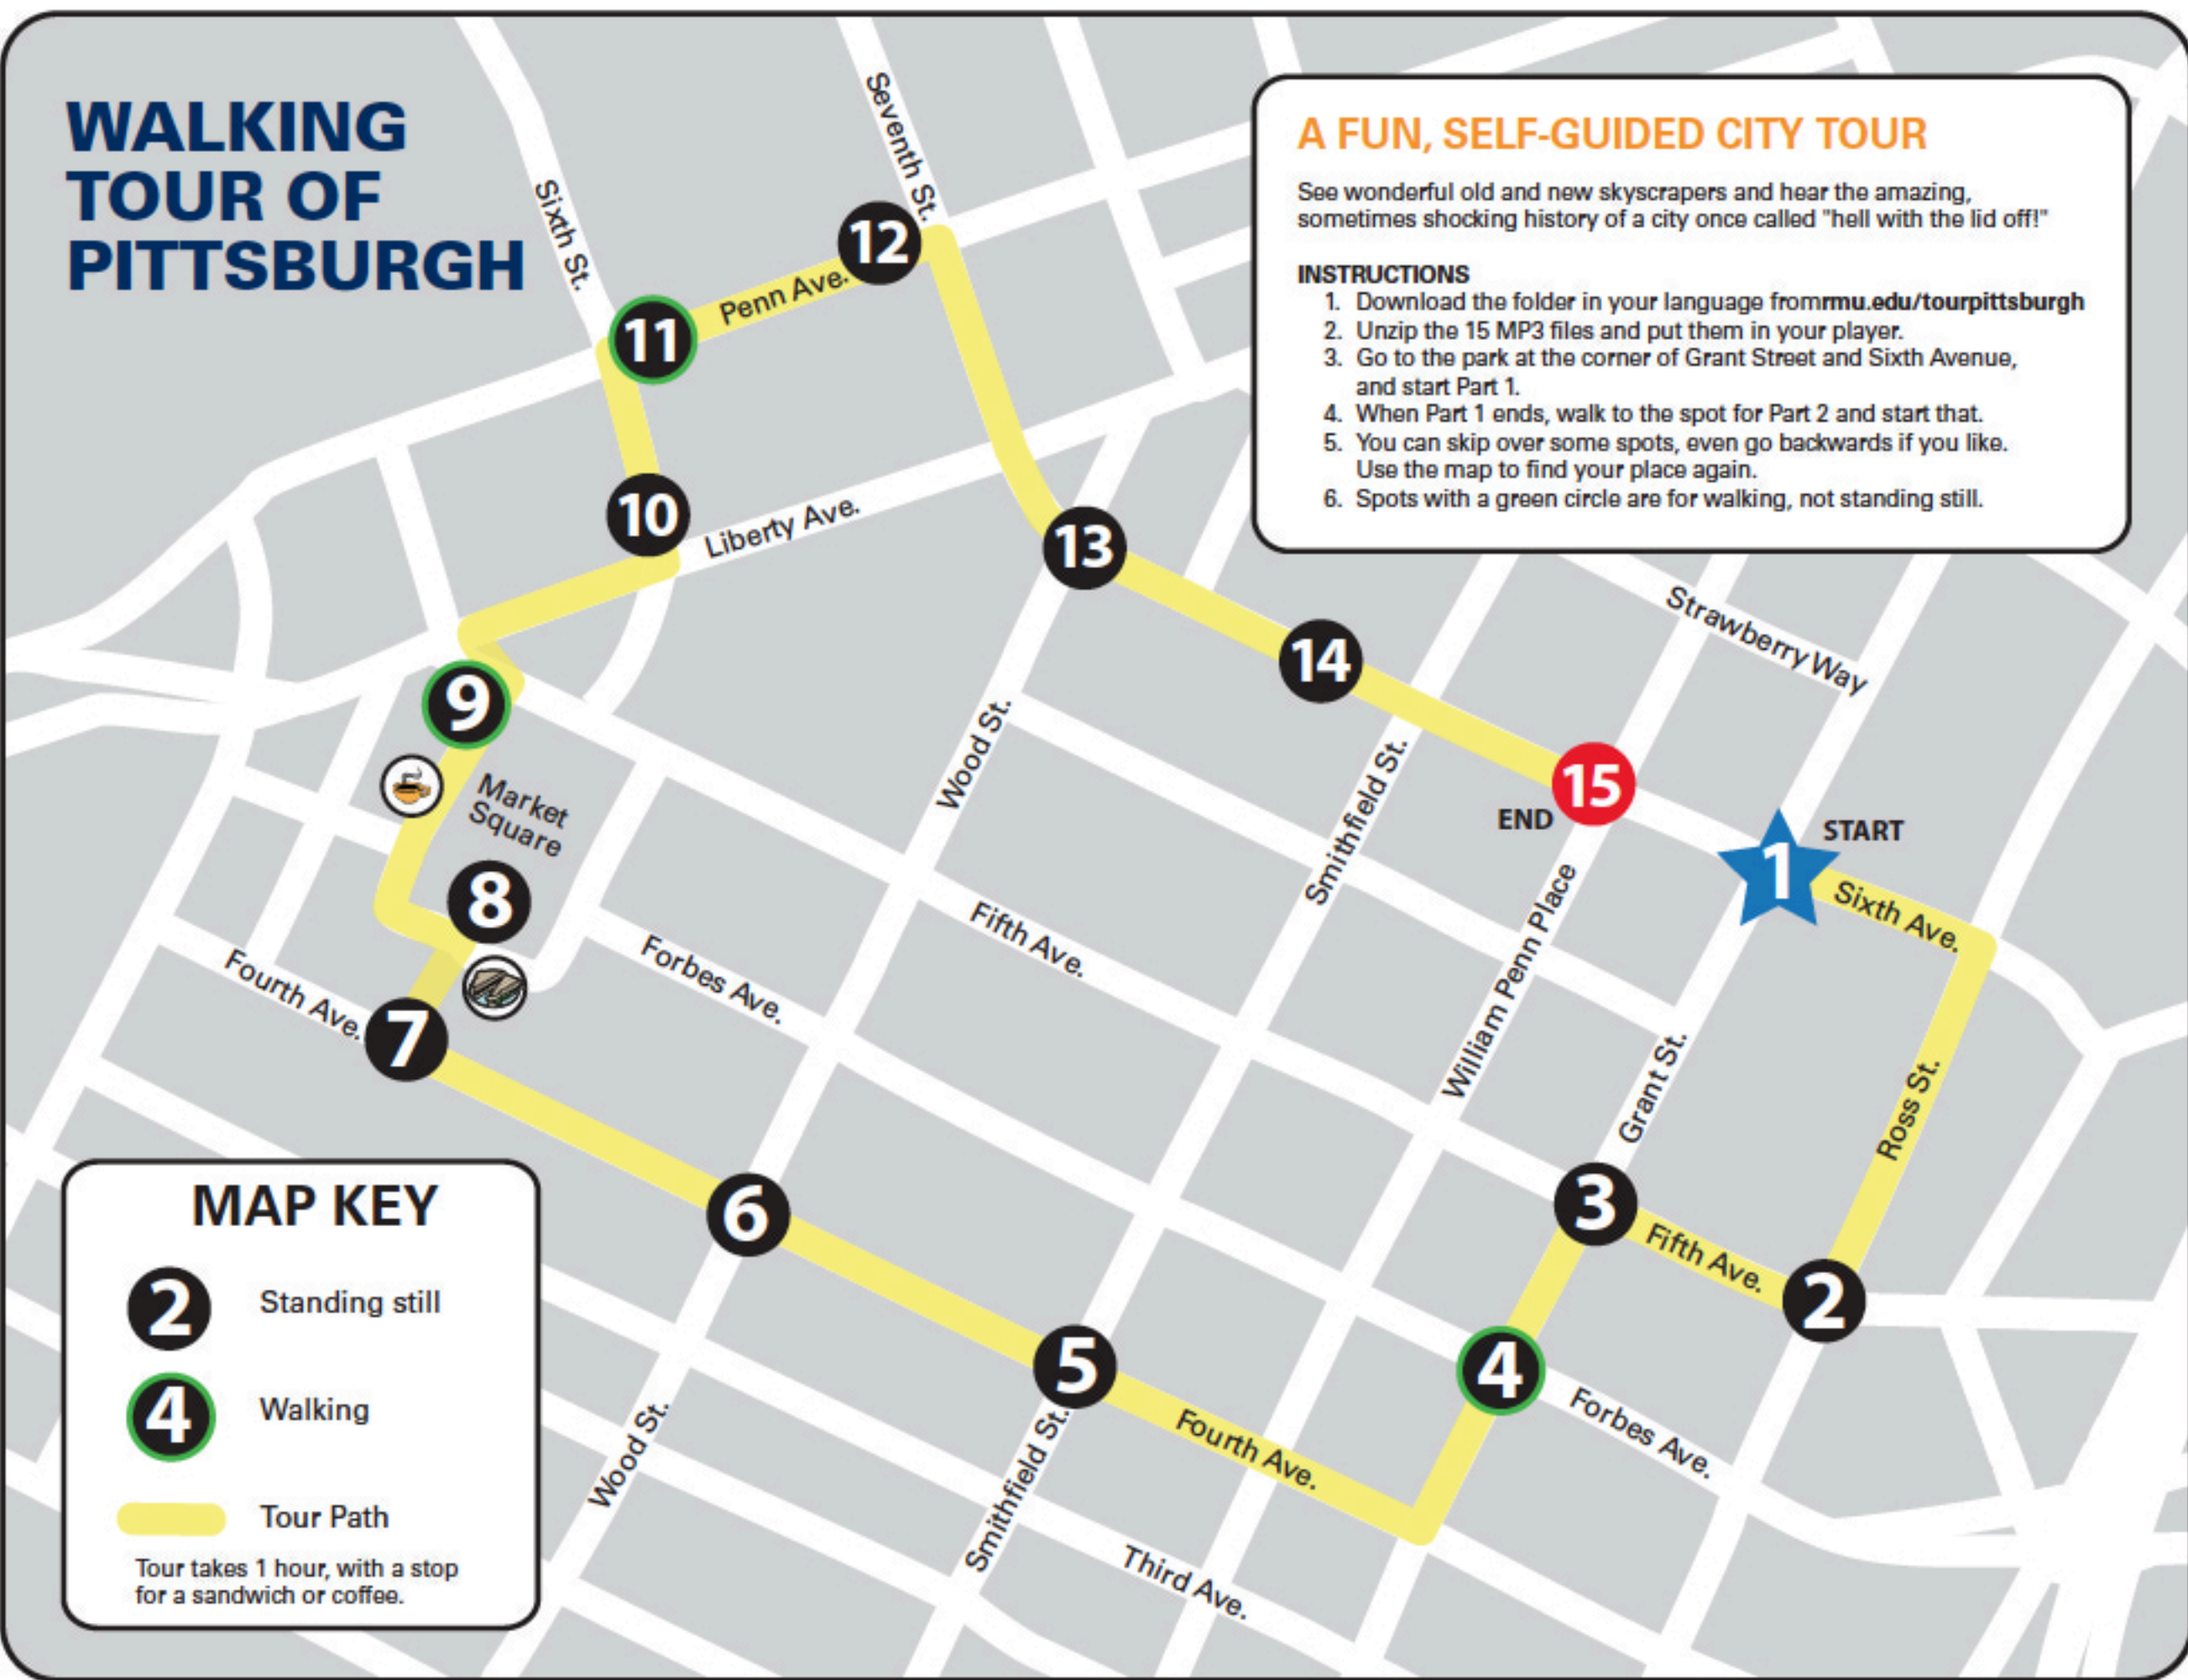 WALKING
TOUR OF
PITTSBURGH
A FUN, SELF-GUIDED CITY TOUR
See wonderful old and new skyscrapers and hear the amazing,
sometimes shocking history of a city once called "hell with the lid off!"
INSTRUCTIONS
1. Download the folder in your language fromrmu.edu/tourpittsburgh
2. Unzip the 15 MP3 files and put them in your player.
3. Go to the park at the corner of Grant Street and Sixth Avenue,
and start Part 1.
4. When Part 1 ends, walk to the spot for Part 2 and start that.
5. You can skip over some spots, even go backwards if you like.
Use the map to find your place again.
6. Spots with a green circle are for walking, not standing still.
Seventh St.
Sixth St.
12
Penn Ave.
11
10
Liberty Ave.
13
Strawberry Way
14
9
Wood St.
Market
Square
Smithfield St.
15
END
START
1
Sixth Ave.
8
William Penn Place
Fifth Ave.
Forbes Ave.
Fourth Ave.
7
Grant St.
Ross St.
3
Fifth Ave.
2
6
5
4
Fourth Ave.
Forbes Ave.
Wood St.
Smithfield St.
Third Ave.
MAP KEY
2 Standing still
4 Walking
Tour Path
Tour takes 1 hour, with a stop
for a sandwich or coffee.